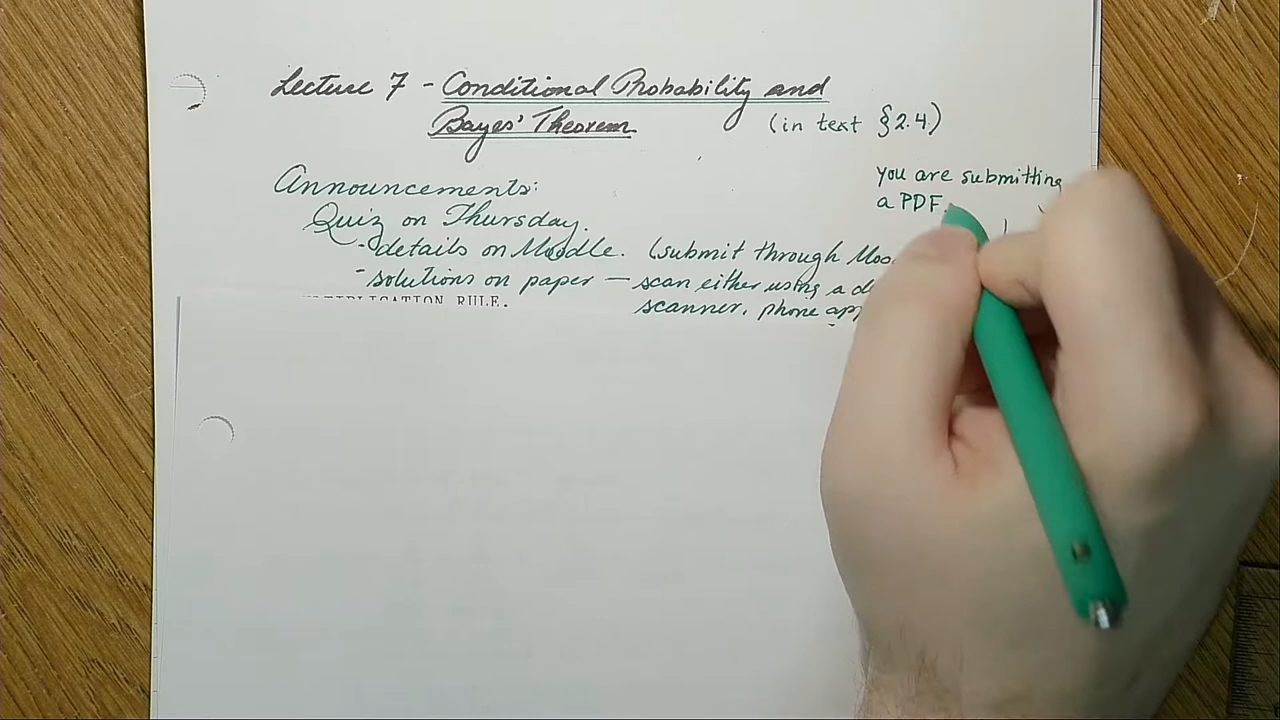 Lecture 7 - Conditional Probability and
Bayes' Theorem (in text §2.4)
you are submitting
a PDF.
Announcements:
Quiz on Thursday.
- details on Moodle. (submit through
- solutions on paper — scan either using a
scanner, phone
RULE.